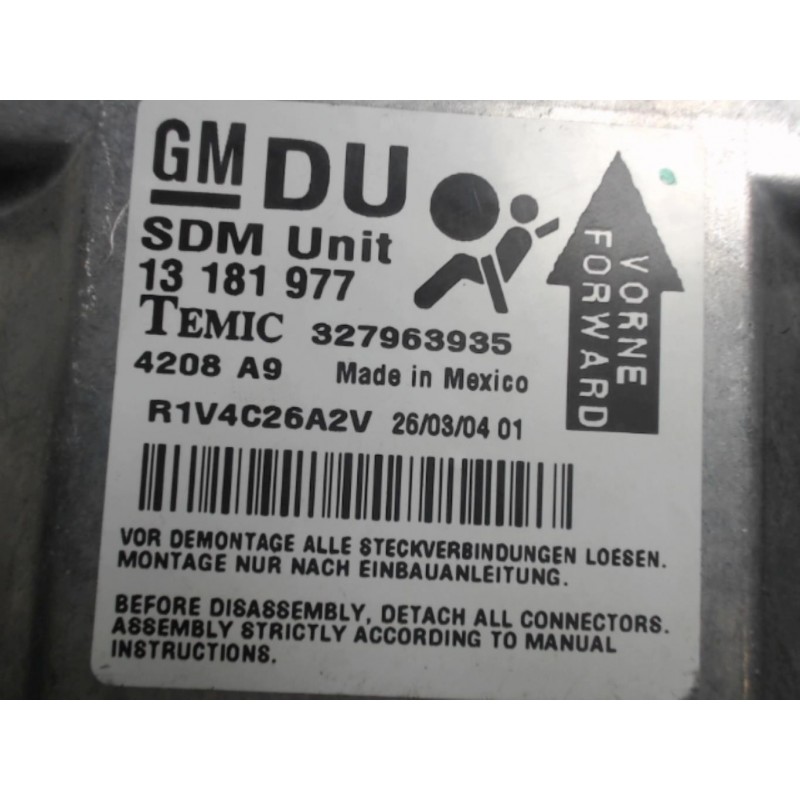 GM DU
SDM Unit
13 181 977
TEMIC 327963935
4208 A9 Made in Mexico
R1V4C26A2V 26/03/04 01
VORNE
FORWARD
VOR DEMONTAGE ALLE STECKVERBINDUNGEN LOESEN.
MONTAGE NUR NACH EINBAUANLEITUNG.
BEFORE DISASSEMBLY, DETACH ALL CONNECTORS.
ASSEMBLY STRICTLY ACCORDING TO MANUAL
INSTRUCTIONS.